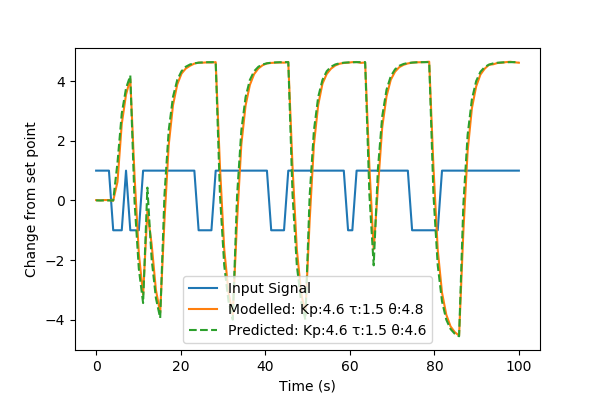 Change from set point
4
2
0
−2
−4
Input Signal
Modelled: Kp:4.6 τ:1.5 θ:4.8
Predicted: Kp:4.6 τ:1.5 θ:4.6
0 20 40 60 80 100
Time (s)